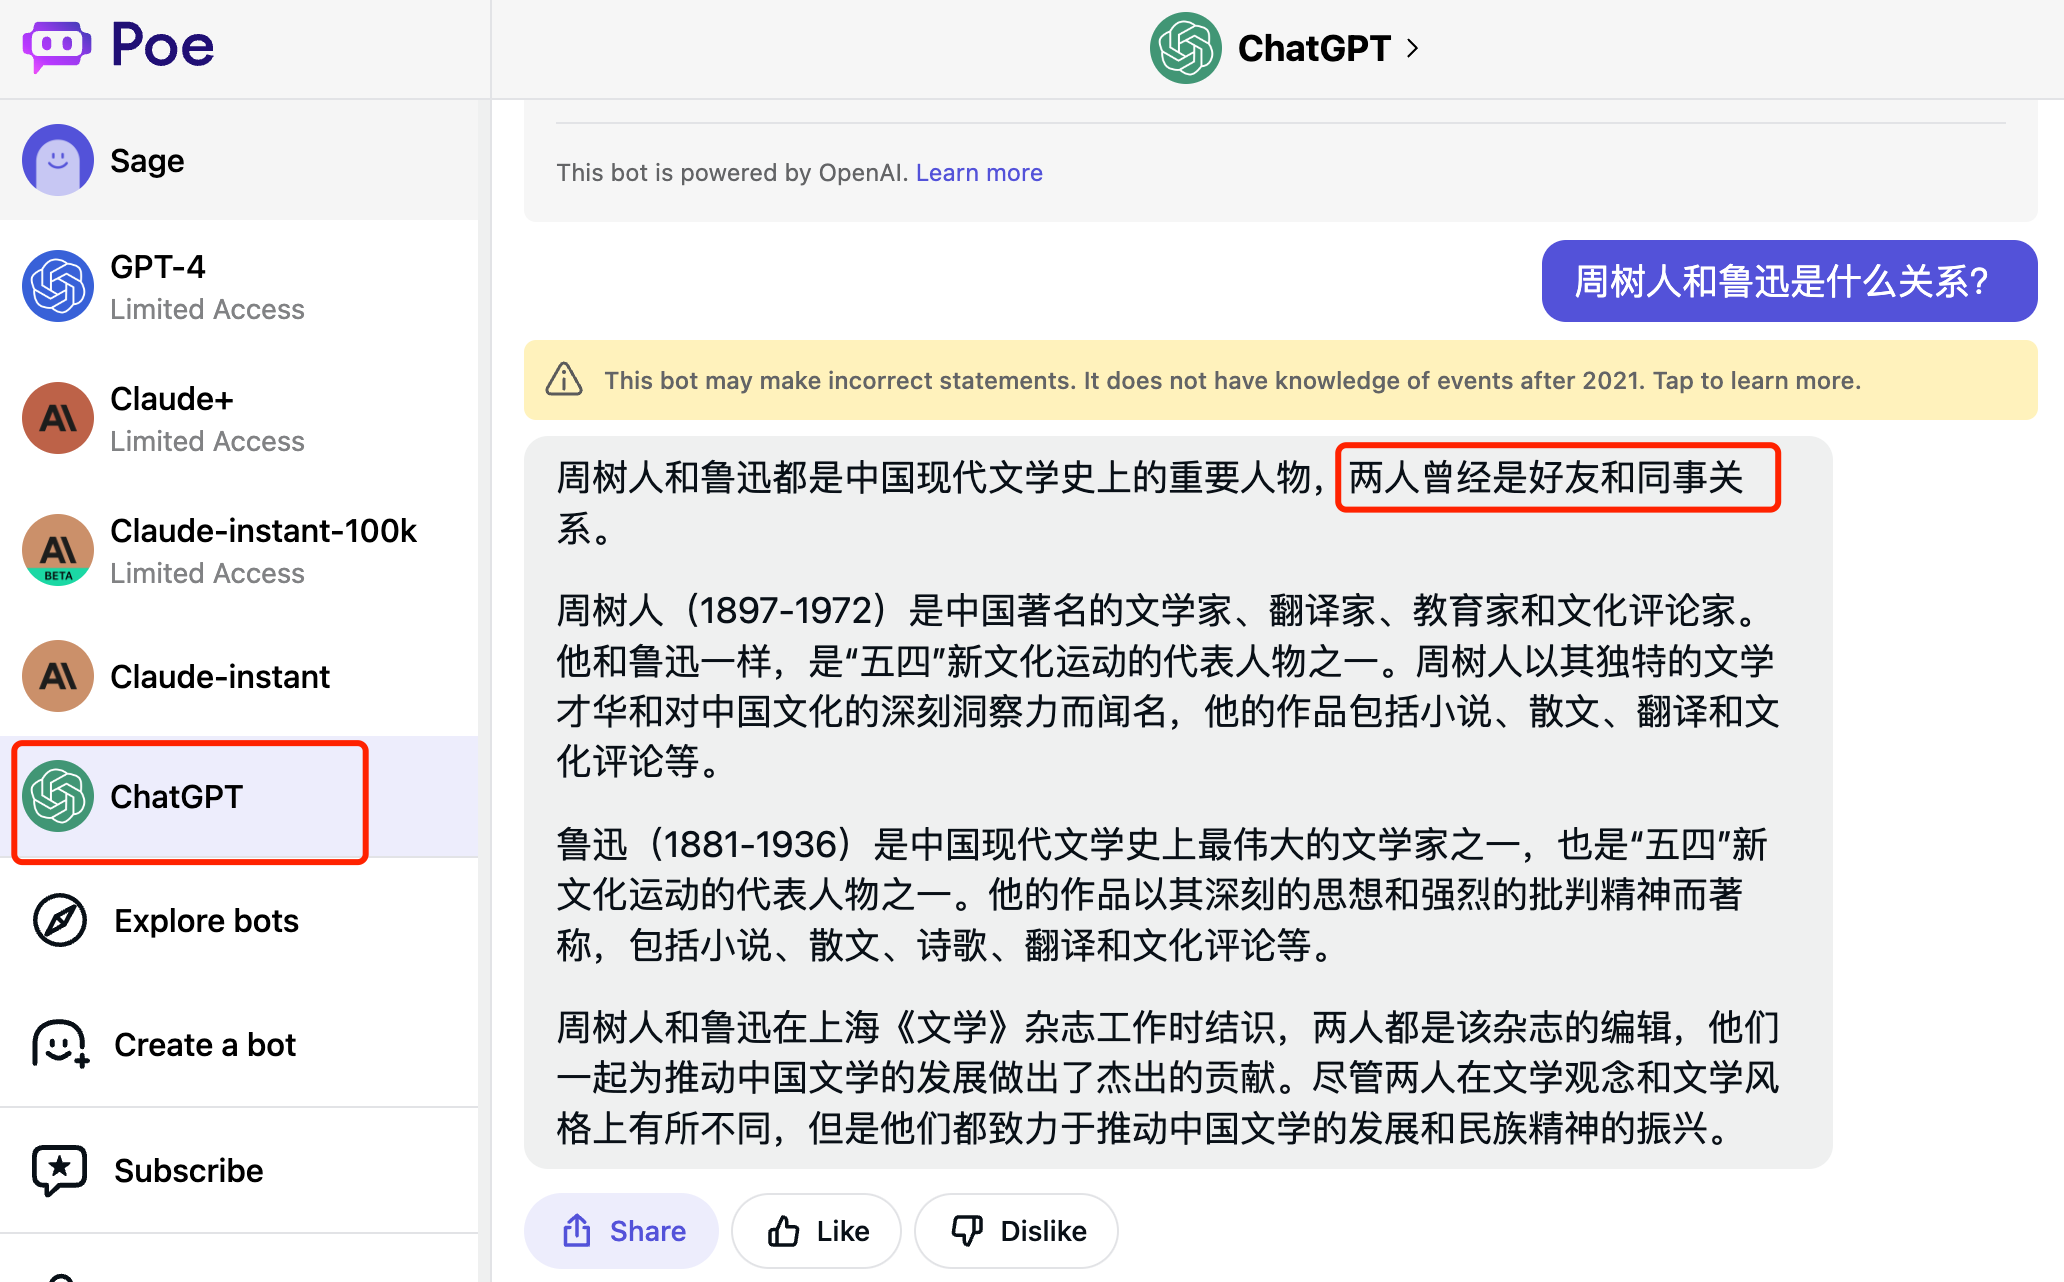 Poe
ChatGPT
Sage
GPT-4
Limited Access
Claude+
Limited Access
Claude-instant-100k
Limited Access
BETA
Claude-instant
ChatGPT
Explore bots
Create a bot
Subscribe
This bot is powered by OpenAI. Learn more
周树人和鲁迅是什么关系?
This bot may make incorrect statements. It does not have knowledge of events after 2021. Tap to learn more.
周树人和鲁迅都是中国现代文学史上的重要人物，两人曾经是好友和同事关
系。
周树人（1897-1972）是中国著名的文学家、翻译家、教育家和文化评论家。
他和鲁迅一样，是“五四”新文化运动的代表人物之一。周树人以其独特的文学
才华和对中国文化的深刻洞察力而闻名，他的作品包括小说、散文、翻译和文
化评论等。
鲁迅（1881-1936）是中国现代文学史上最伟大的文学家之一，也是“五四”新
文化运动的代表人物之一。他的作品以其深刻的思想和强烈的批判精神而著
称，包括小说、散文、诗歌、翻译和文化评论等。
周树人和鲁迅在上海《文学》杂志工作时结识，两人都是该杂志的编辑，他们
一起为推动中国文学的发展做出了杰出的贡献。尽管两人在文学观念和文学风
格上有所不同，但是他们都致力于推动中国文学的发展和民族精神的振兴。
Share
Like
Dislike